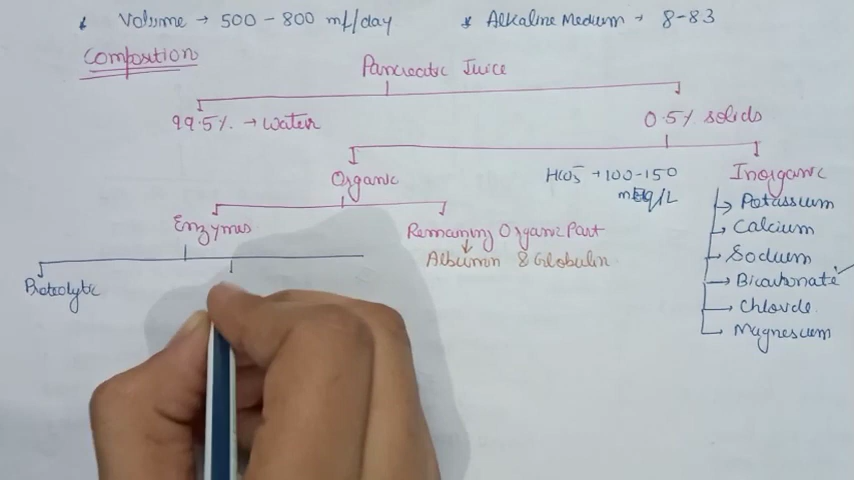 * Volume → 500 - 800 ml/day * Alkaline Medium → 8-8.3
Composition
Pancreatic Juice
99.5% → water 0.5% solids
Organic HCO3⁻ → 100-150 mEq/L Inorganic
Enzymes Remaining Organic Part
Albumin & Globulin
Proteolytic
Potassium
Calcium
Sodium
Bicarbonate ✓
Chloride
Magnesium